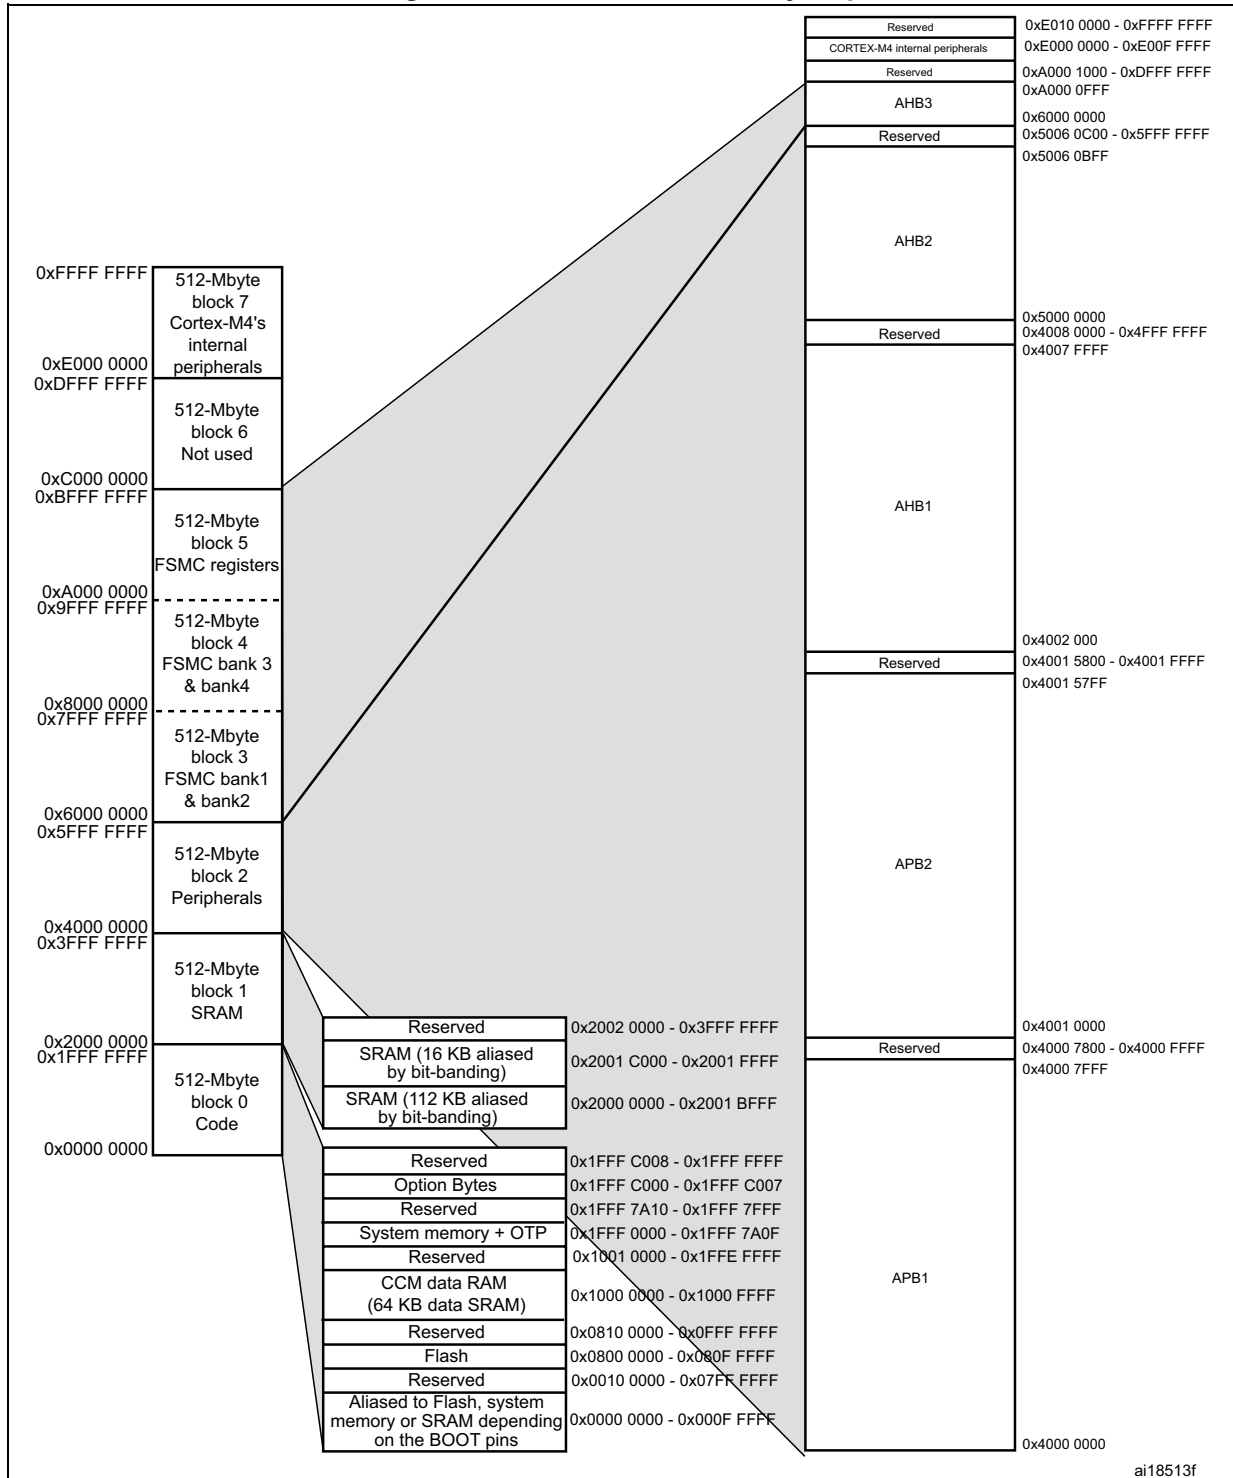 Reserved 0xE010 0000 - 0xFFFF FFFF
CORTEX-M4 internal peripherals 0xE000 0000 - 0xE00F FFFF
Reserved 0xA000 1000 - 0xDFFF FFFF
0xA000 0FFF
AHB3
0x6000 0000
Reserved 0x5006 0C00 - 0x5FFF FFFF
0x5006 0BFF
AHB2
0x5000 0000
Reserved 0x4008 0000 - 0x4FFF FFFF
0x4007 FFFF
AHB1
0x4002 000
Reserved 0x4001 5800 - 0x4001 FFFF
0x4001 57FF
APB2
0x4001 0000
Reserved 0x4000 7800 - 0x4000 FFFF
0x4000 7FFF
APB1
0x4000 0000
0xFFFF FFFF
512-Mbyte
block 7
Cortex-M4's
internal
peripherals
0xE000 0000
0xDFFF FFFF
512-Mbyte
block 6
Not used
0xC000 0000
0xBFFF FFFF
512-Mbyte
block 5
FSMC registers
0xA000 0000
0x9FFF FFFF
512-Mbyte
block 4
FSMC bank 3
& bank4
0x8000 0000
0x7FFF FFFF
512-Mbyte
block 3
FSMC bank1
& bank2
0x6000 0000
0x5FFF FFFF
512-Mbyte
block 2
Peripherals
0x4000 0000
0x3FFF FFFF
512-Mbyte
block 1
SRAM
0x2000 0000
0x1FFF FFFF
512-Mbyte
block 0
Code
0x0000 0000
Reserved 0x2002 0000 - 0x3FFF FFFF
SRAM (16 KB aliased
by bit-banding) 0x2001 C000 - 0x2001 FFFF
SRAM (112 KB aliased
by bit-banding) 0x2000 0000 - 0x2001 BFFF
Reserved 0x1FFF C008 - 0x1FFF FFFF
Option Bytes 0x1FFF C000 - 0x1FFF C007
Reserved 0x1FFF 7A10 - 0x1FFF 7FFF
System memory + OTP 0x1FFF 0000 - 0x1FFF 7A0F
Reserved 0x1001 0000 - 0x1FFE FFFF
CCM data RAM
(64 KB data SRAM) 0x1000 0000 - 0x1000 FFFF
Reserved 0x0810 0000 - 0x0FFF FFFF
Flash 0x0800 0000 - 0x080F FFFF
Reserved 0x0010 0000 - 0x07FF FFFF
Aliased to Flash, system
memory or SRAM depending
on the BOOT pins 0x0000 0000 - 0x000F FFFF
ai18513f